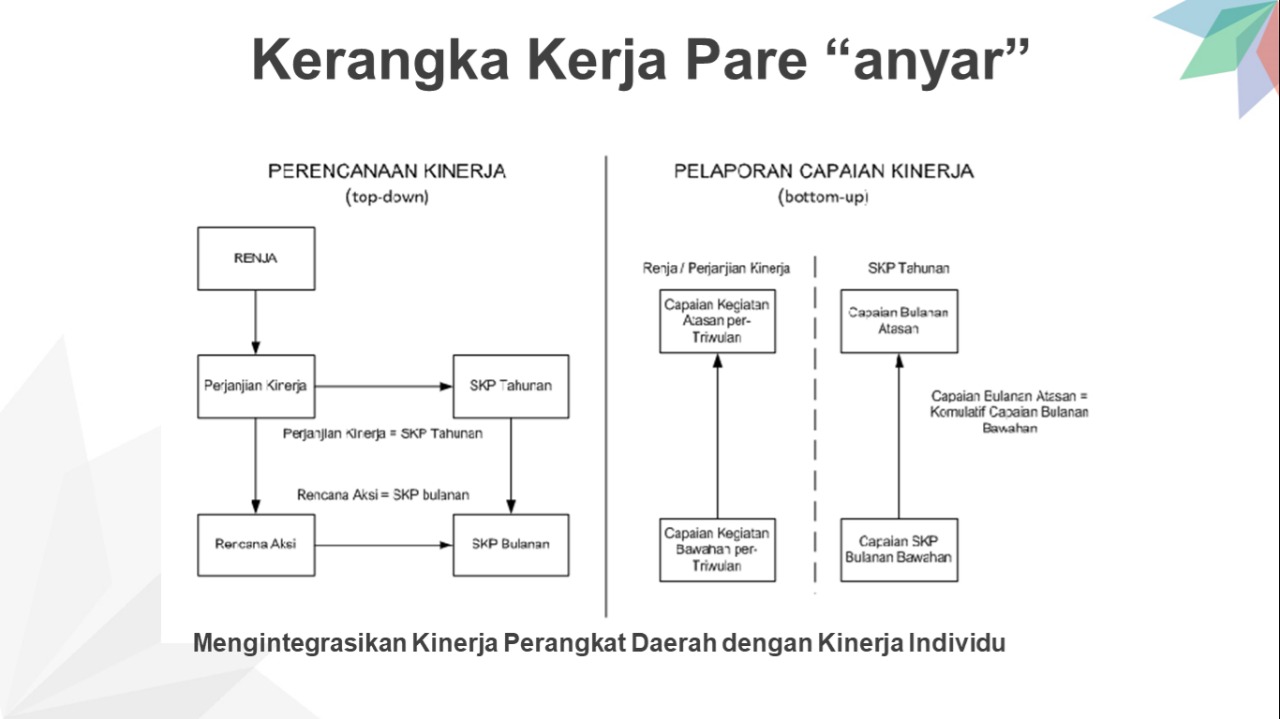 Kerangka Kerja Pare “anyar”
PERENCANAAN KINERJA
(top-down)
RENJA
Perjanjian Kirerja
SKP Tahunan
Perjanjian Kirerja = SKP Tahunan
Rencana Aksi = SKP bulanan
Rencana Aksi
SKP Bulanan
PELAPORAN CAPAIAN KINERJA
(bottom-up)
Renja / Perjanjian Kinerja
Capaian Kegiatan
Atasan per-
Triwulan
Capaian Kegiatan
Bawahan per-
Triwulan
SKP Tahunan
Capaian Bulanan
Atasan
Capaian Eulanan Atasan =
Komulatif Capaian Bulanan
Bawahan
Capaian SKP
Bulanan Bawahan
Mengintegrasikan Kinerja Perangkat Daerah dengan Kinerja Individu